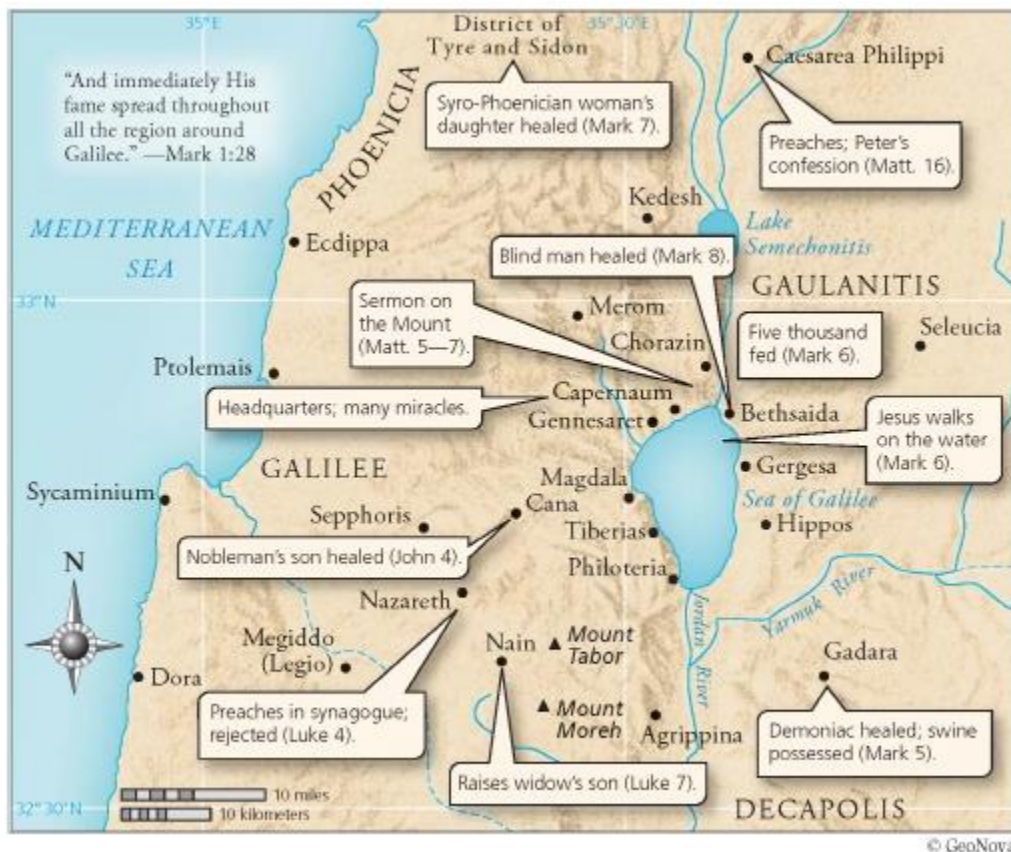 35°E
35°30'E
District of
Tyre and Sidon
Caesarea Philippi
"And immediately His
fame spread throughout
all the region around
Galilee." —Mark 1:28
PHOENICIA
Syro-Phoenician woman's
daughter healed (Mark 7).
Preaches; Peter's
confession (Matt. 16).
Kedesh
Lake
Semechonitis
MEDITERRANEAN
SEA
Ecdippa
Blind man healed (Mark 8).
GAULANITIS
33°N
Sermon on
the Mount
(Matt. 5—7).
Merom
Chorazin
Five thousand
fed (Mark 6).
Seleucia
Ptolemais
Headquarters; many miracles.
Capernaum
Gennesaret
Bethsaida
Jesus walks
on the water
(Mark 6).
GALILEE
Gergesa
Sycaminium
Magdala
Cana
Sea of Galilee
Sepphoris
Tiberias
Hippos
Nobleman's son healed (John 4).
Philoteria
N
Nazareth
Jordan River
Yarmuk River
Megiddo
(Legio)
Nain
Mount
Tabor
Gadara
Dora
Preaches in synagogue;
rejected (Luke 4).
Mount
Moreh
Agrippina
Demoniac healed; swine
possessed (Mark 5).
Raises widow's son (Luke 7).
10 miles
10 kilometers
32°30'N
DECAPOLIS
© GeoNova